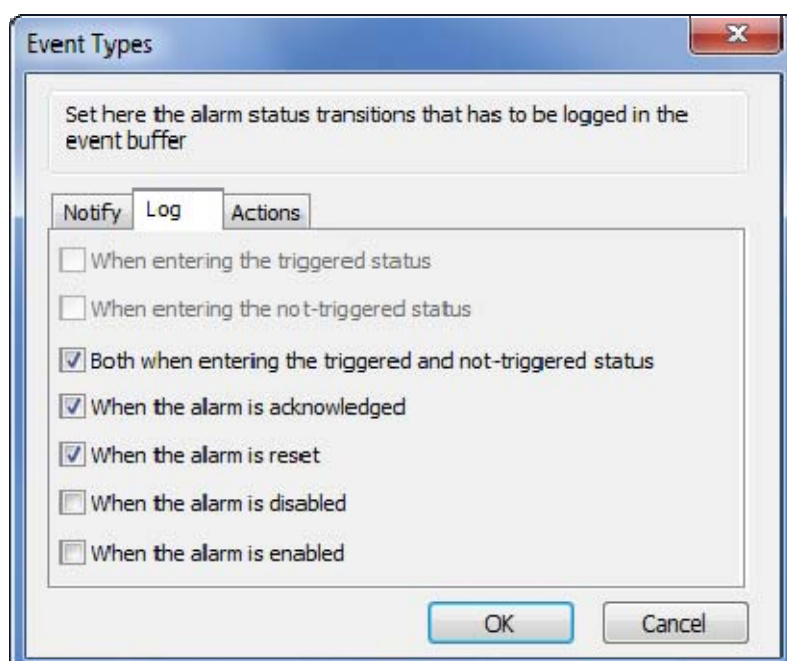 Event Types
Set here the alarm status transitions that has to be logged in the
event buffer
Notify Log Actions
When entering the triggered status
When entering the not-triggered status
Both when entering the triggered and not-triggered status
When the alarm is acknowledged
When the alarm is reset
When the alarm is disabled
When the alarm is enabled
OK Cancel